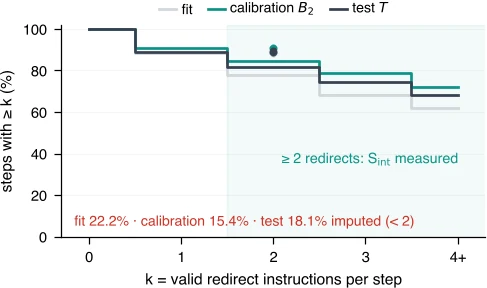 fit calibration B₂ test T
100
80
60
40
20
0
steps with ≥ k (%)
≥ 2 redirects: Sint measured
fit 22.2% · calibration 15.4% · test 18.1% imputed (< 2)
0 1 2 3 4+
k = valid redirect instructions per step